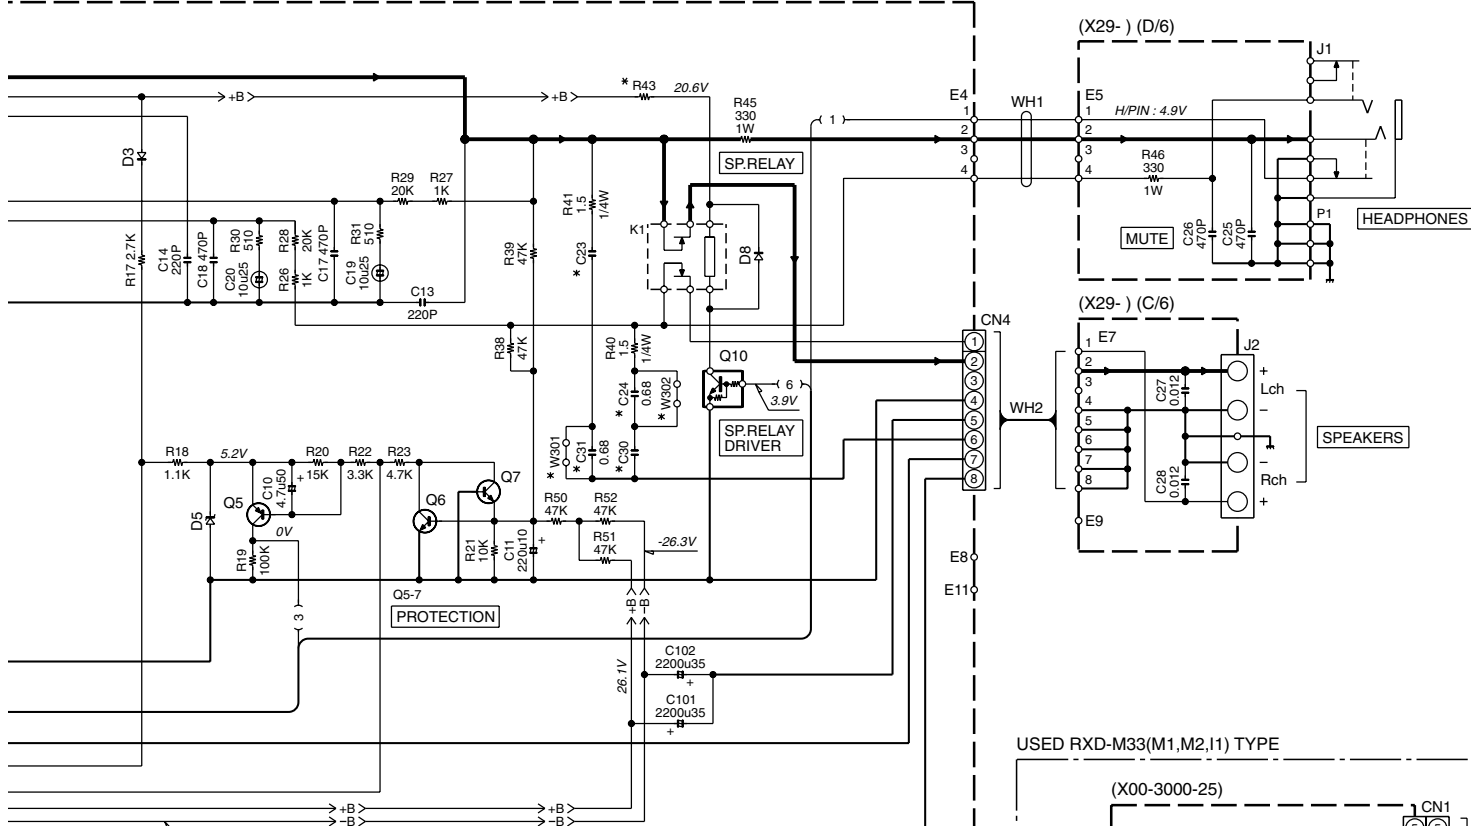 (X29- ) (D/6)
J1
+B
+B
* R43
20.6V
R45
330
1W
E4
WH1
E5
1
1
1
H/PIN : 4.9V
2
2
3
3
4
4
D3
R29
20K
R27
1K
SP.RELAY
R46
330
1W
R41
1.5
1/4W
K1
P1
HEADPHONES
MUTE
C26
470P
C25
470P
R17 2.7K
C14
220P
C18 470P
R30
510
C20
10u25
R28
20K
R26
1K
C17 470P
R31
510
C19
10u25
R39
47K
* C23
D8
C13
220P
(X29- ) (C/6)
CN4
E7
J2
R38
47K
R40
1.5
1/4W
Q10
1
2
3
4
5
6
7
8
1
2
3
4
5
6
7
8
+
Lch
−
−
Rch
+
C27
0.012
C28
0.012
* C24
0.68
* W302
6
3.9V
WH2
SP.RELAY
DRIVER
SPEAKERS
* W301
* C31
0.68
* C30
R18
1.1K
5.2V
R20
15K
R22
3.3K
R23
4.7K
C10
4.7u50
+
Q5
0V
Q7
Q6
D5
R50
47K
R52
47K
R51
47K
E9
R19
100K
R21
10K
C11
220u10
+
-26.3V
E8
E11
Q5-7
PROTECTION
3
+B
−B
26.1V
C102
2200u35
+
C101
2200u35
+
USED RXD-M33(M1,M2,I1) TYPE
(X00-3000-25)
CN1
+B
+B
−B
−B